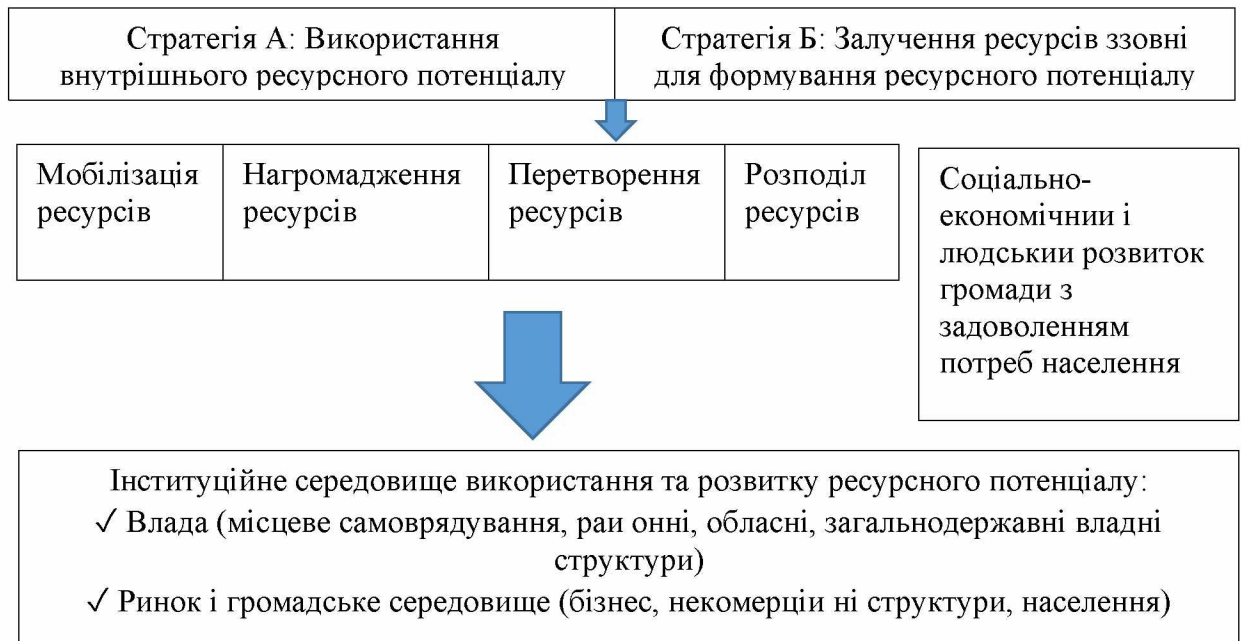 Стратегія А: Використання
внутрішнього ресурсного потенціалу
Стратегія Б: Залучення ресурсів ззовні
для формування ресурсного потенціалу
Мобілізація
ресурсів
Нагромадження
ресурсів
Перетворення
ресурсів
Розподіл
ресурсів
Соціально-
економічнии і
людськии розвиток
громади з
задоволенням
потреб населення
Інституційне середовище використання та розвитку ресурсного потенціалу:
✓ Влада (місцеве самоврядування, раи онні, обласні, загальнодержавні владні
структури)
✓ Ринок і громадське середовище (бізнес, некомерціи ні структури, населення)